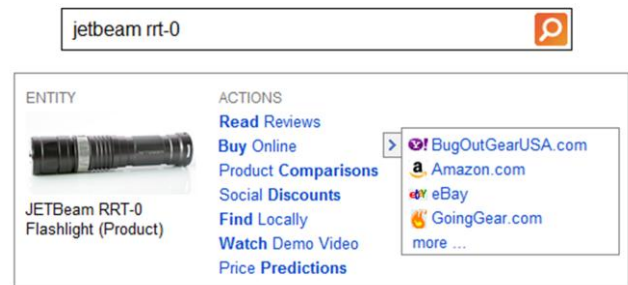 jetbeam rrt-0
ENTITY
JETBeam RRT-0
Flashlight (Product)
ACTIONS
Read Reviews
Buy Online
Product Comparisons
Social Discounts
Find Locally
Watch Demo Video
Price Predictions
>
Y! BugOutGearUSA.com
a Amazon.com
ebY eBay
GoingGear.com
more ...